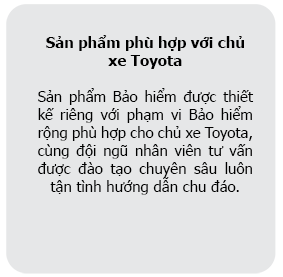 Sản phẩm phù hợp với chủ
xe Toyota
Sản phẩm Bảo hiểm được thiết
kế riêng với phạm vi Bảo hiểm
rộng phù hợp cho chủ xe Toyota,
cùng đội ngũ nhân viên tư vấn
được đào tạo chuyên sâu luôn
tận tình hướng dẫn chu đáo.